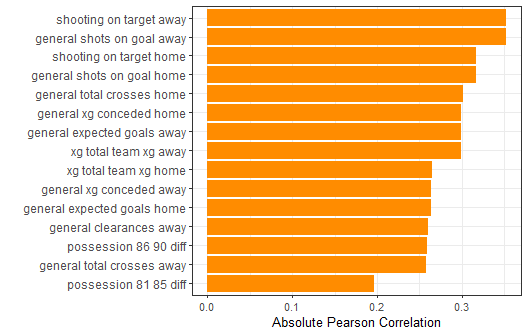 shooting on target away
general shots on goal away
shooting on target home
general shots on goal home
general total crosses home
general xg conceded home
general expected goals away
xg total team xg away
xg total team xg home
general xg conceded away
general expected goals home
general clearances away
possession 86 90 diff
general total crosses away
possession 81 85 diff
0.0 0.1 0.2 0.3
Absolute Pearson Correlation